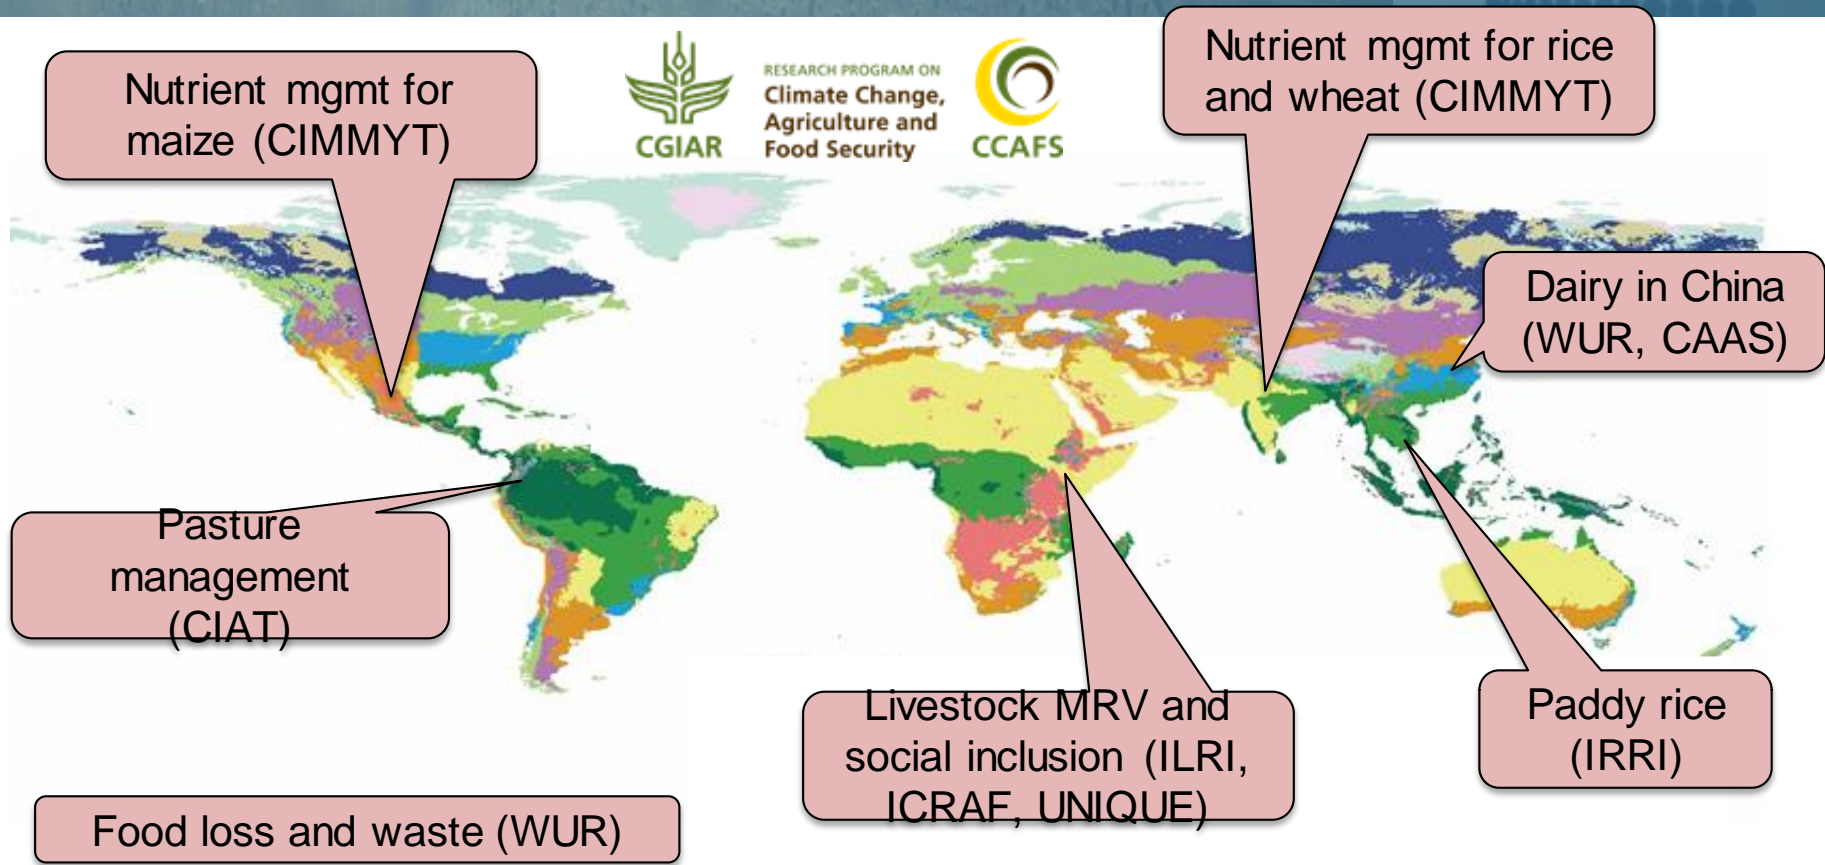 Nutrient mgmt for
maize (CIMMYT)
CGIAR
RESEARCH PROGRAM ON
Climate Change,
Agriculture and
Food Security
CCAFS
Nutrient mgmt for rice
and wheat (CIMMYT)
Dairy in China
(WUR, CAAS)
Pasture
management
(CIAT)
Livestock MRV and
social inclusion (ILRI,
ICRAF, UNIQUE)
Paddy rice
(IRRI)
Food loss and waste (WUR)